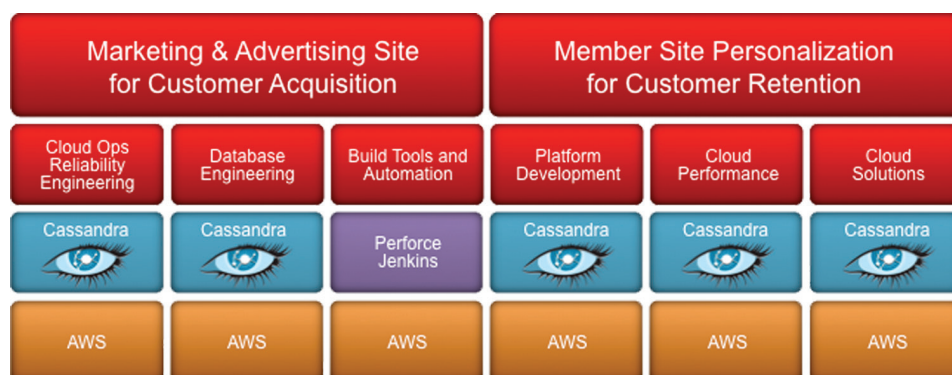 Marketing & Advertising Site
for Customer Acquisition
Member Site Personalization
for Customer Retention
Cloud Ops
Reliability
Engineering
Database
Engineering
Build Tools and
Automation
Platform
Development
Cloud
Performance
Cloud
Solutions
Cassandra
Cassandra
Perforce
Jenkins
Cassandra
Cassandra
Cassandra
AWS
AWS
AWS
AWS
AWS
AWS